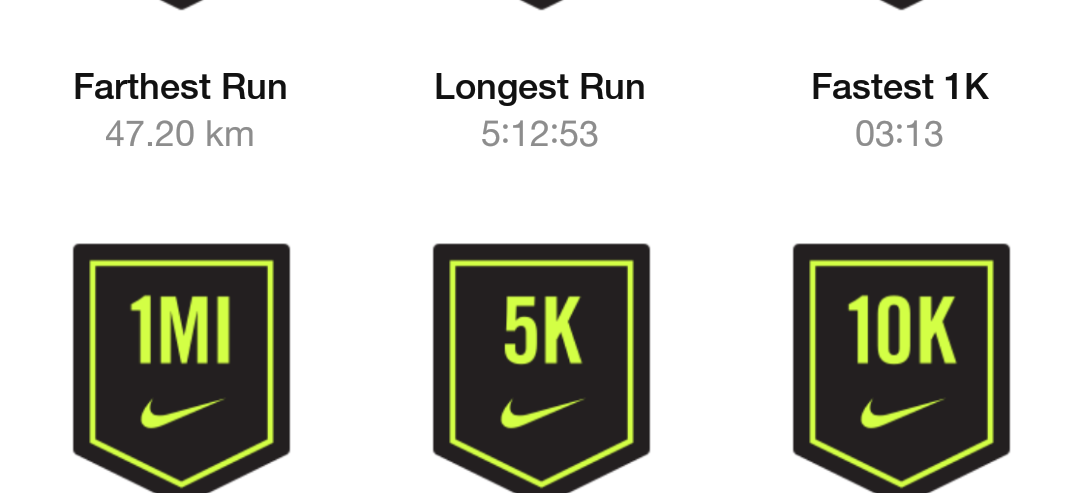 Farthest Run
47.20 km
Longest Run
5:12:53
Fastest 1K
03:13
1MI
5K
10K